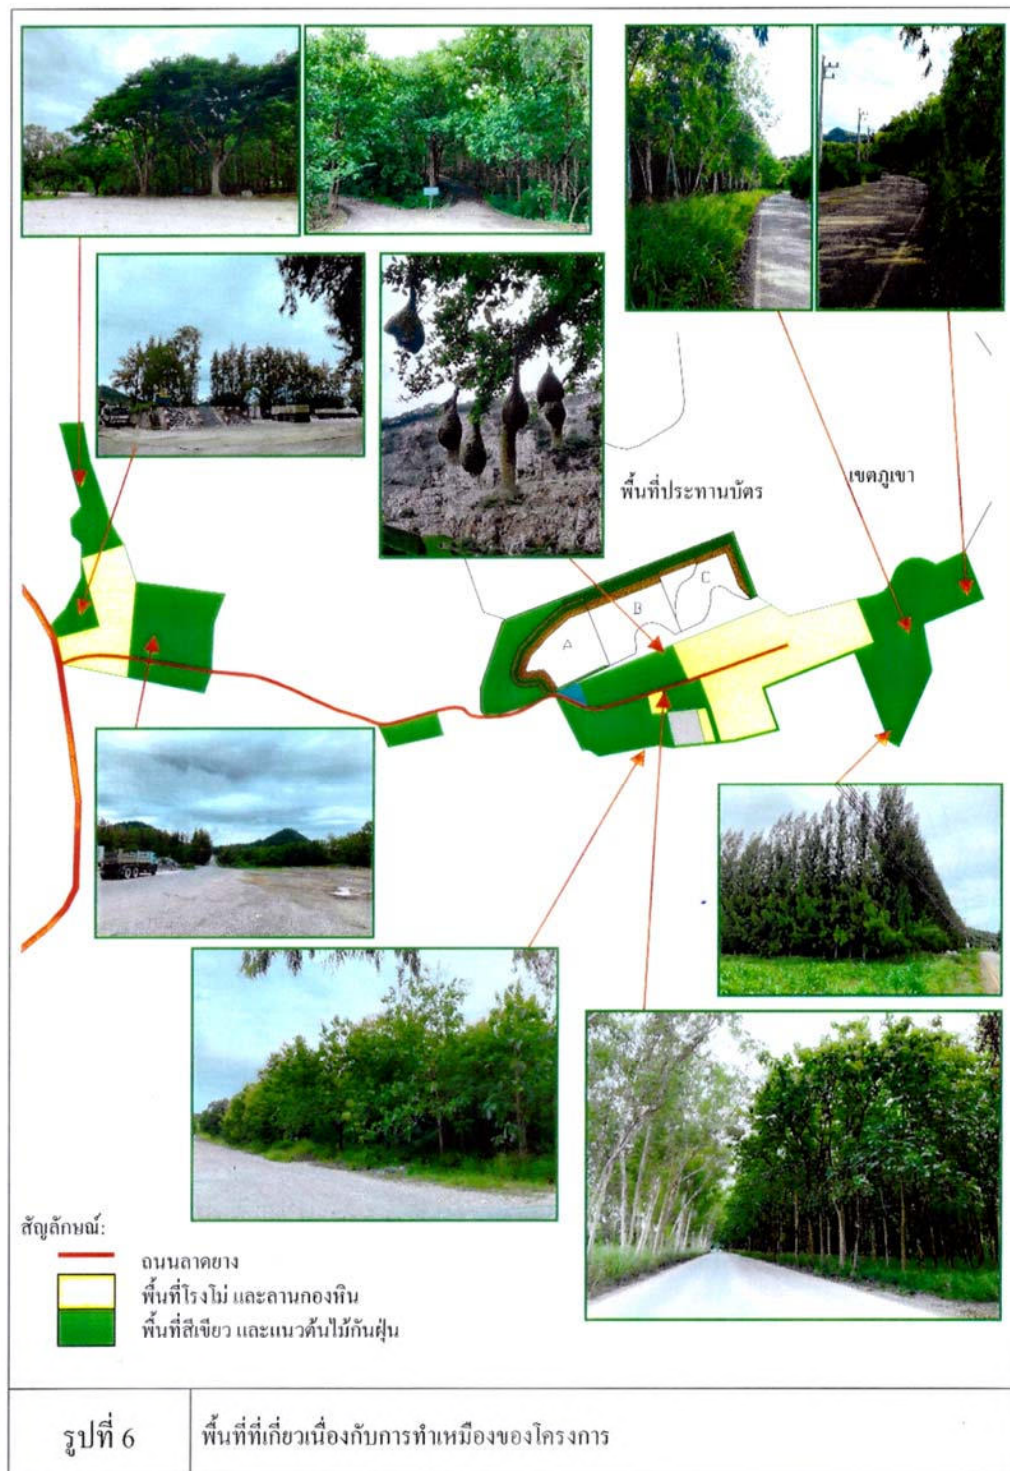 พื้นที่ประทานบัตร
เขตภูเขา
A
B
C
สัญลักษณ์:
ถนนลาดยาง
พื้นที่โรงโม่ และลานกองหิน
พื้นที่สีเขียว และแนวต้นไม้กันฝุ่น
รูปที่ 6
พื้นที่ที่เกี่ยวเนื่องกับการทำเหมืองของโครงการ